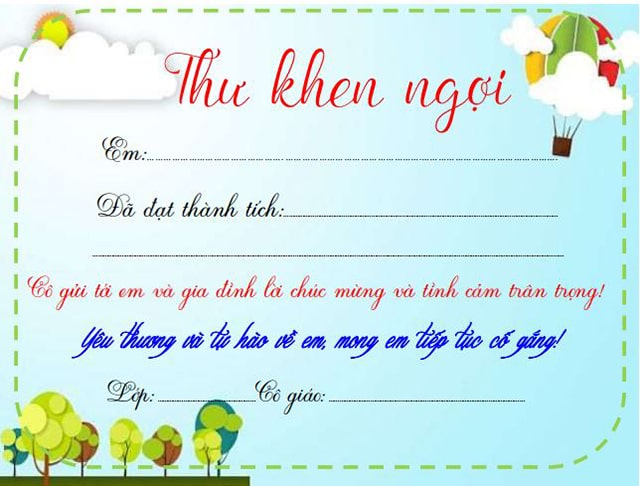 Thư khen ngợi
Em:
Đã đạt thành tích:
Cô gửi tới em và gia đình lời chúc mừng và tình cảm trân trọng!
Yêu thương và tự hào về em, mong em tiếp tục cố gắng!
Lớp: Cô giáo: